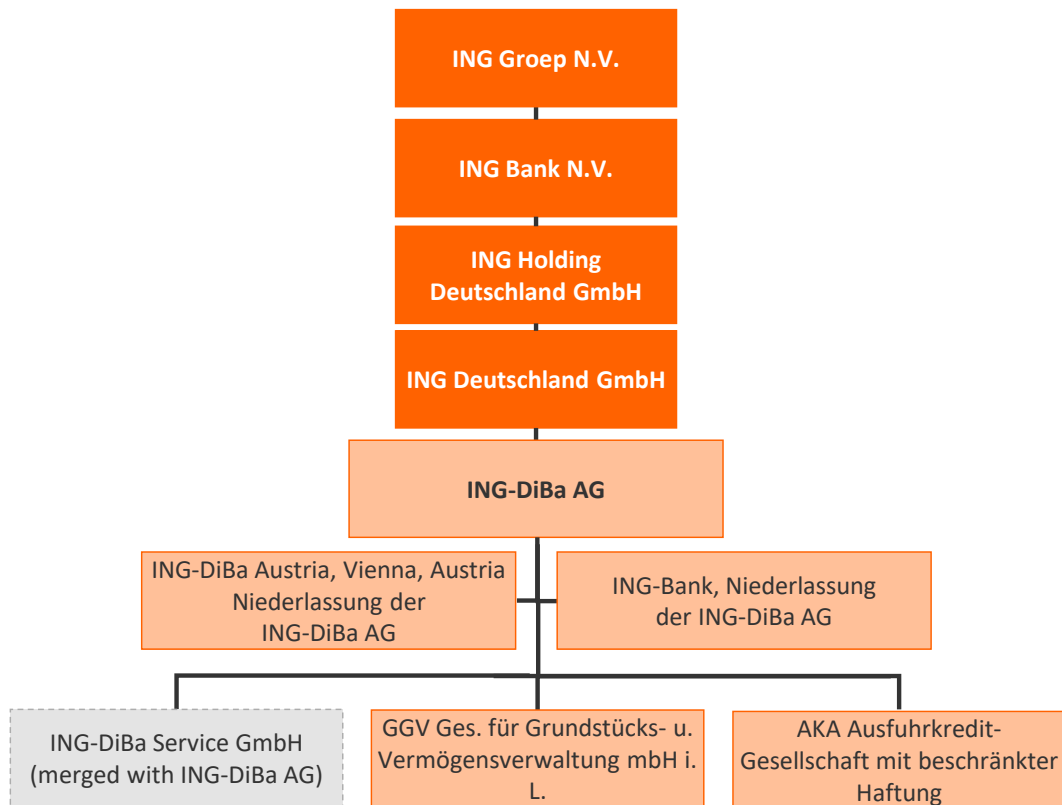 ING Groep N.V.
ING Bank N.V.
ING Holding
Deutschland GmbH
ING Deutschland GmbH
ING-DiBa AG
ING-DiBa Austria, Vienna, Austria
Niederlassung der
ING-DiBa AG
ING-Bank, Niederlassung
der ING-DiBa AG
ING-DiBa Service GmbH
(merged with ING-DiBa AG)
GGV Ges. für Grundstücks- u.
Vermögensverwaltung mbH i.
L.
AKA Ausfuhrkredit-
Gesellschaft mit beschränkter
Haftung